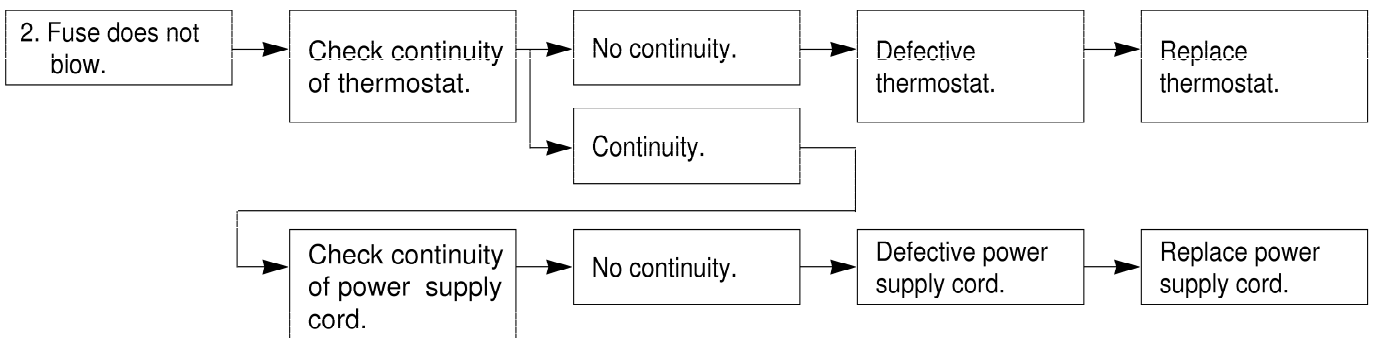 2. Fuse does not
blow.
Check continuity
of thermostat.
No continuity.
Defective
thermostat.
Replace
thermostat.
Continuity.
Check continuity
of power supply
cord.
No continuity.
Defective power
supply cord.
Replace power
supply cord.